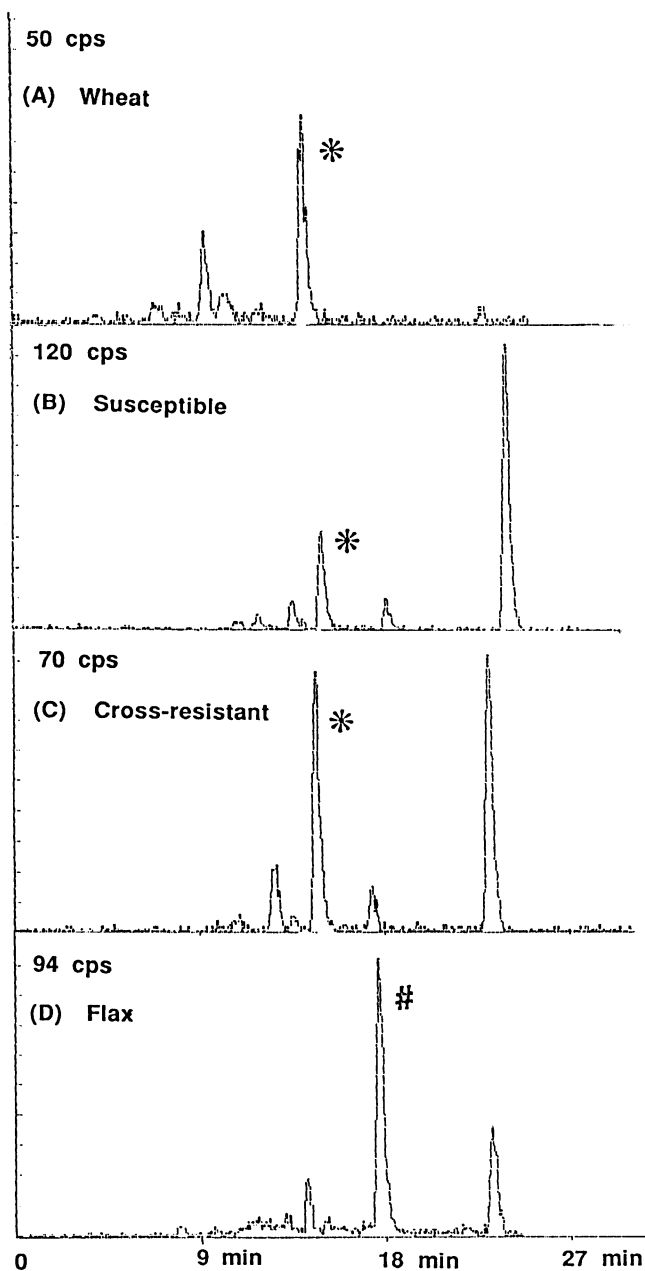 50 cps
(A) Wheat
*
120 cps
(B) Susceptible
*
70 cps
(C) Cross-resistant
*
94 cps
(D) Flax
#
0 9 min 18 min 27 min